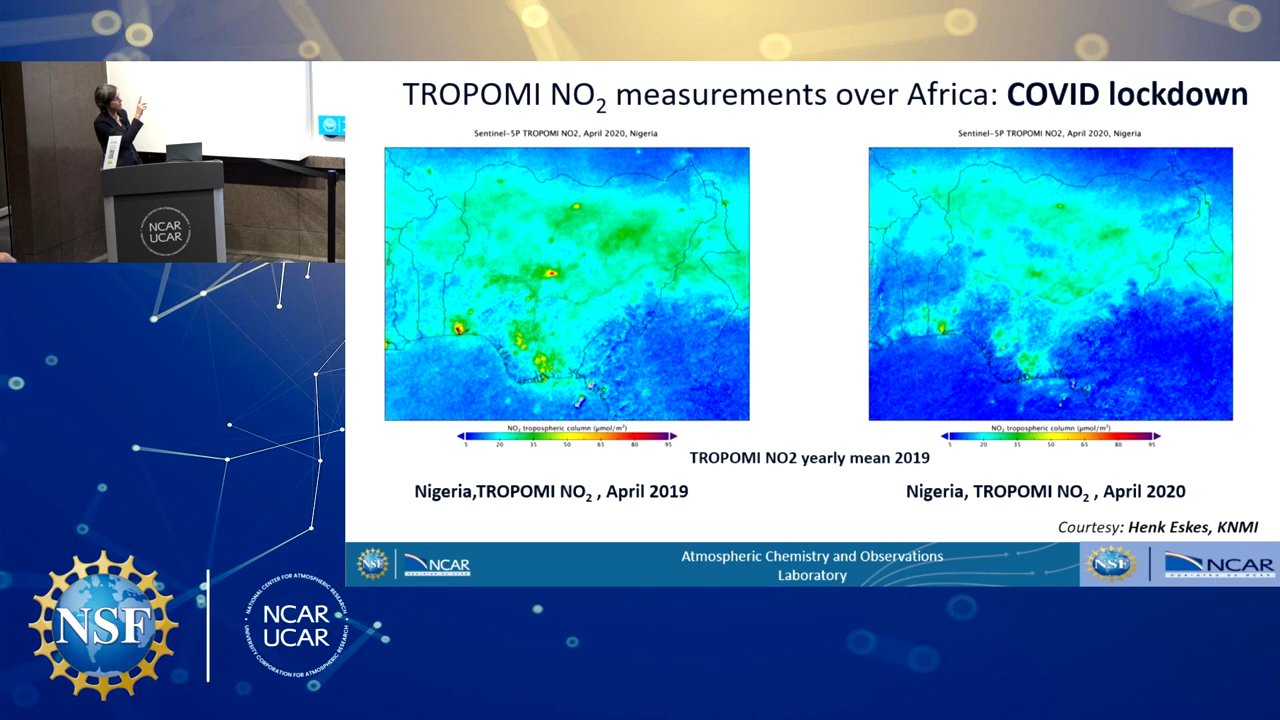 TROPOMI NO2 measurements over Africa: COVID lockdown
Sentinel-5P TROPOMI NO2, April 2020, Nigeria
Sentinel-5P TROPOMI NO2, April 2020, Nigeria
NO2 tropospheric column (μmol/m²)
5 20 35 50 65 80 95
NO2 tropospheric column (μmol/m²)
5 20 35 50 65 80 95
TROPOMI NO2 yearly mean 2019
Nigeria,TROPOMI NO2 , April 2019
Nigeria, TROPOMI NO2 , April 2020
Courtesy: Henk Eskes, KNMI
NSF
NCAR
Atmospheric Chemistry and Observations
Laboratory
NSF
NCAR
NCAR
UCAR
NSF
NATIONAL CENTER FOR ATMOSPHERIC RESEARCH
NCAR
UCAR
UNIVERSITY CORPORATION FOR ATMOSPHERIC RESEARCH